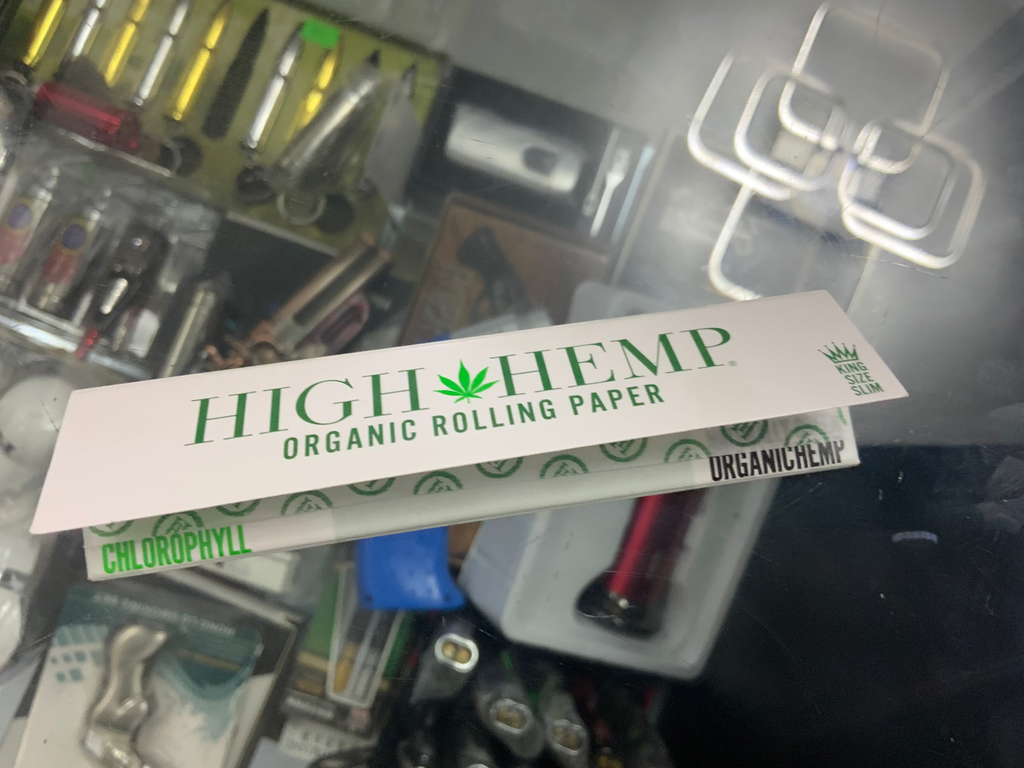 HIGH HEMP®
ORGANIC ROLLING PAPER
KING
SIZE
SLIM
ORGANICHEMP
CHLOROPHYLL